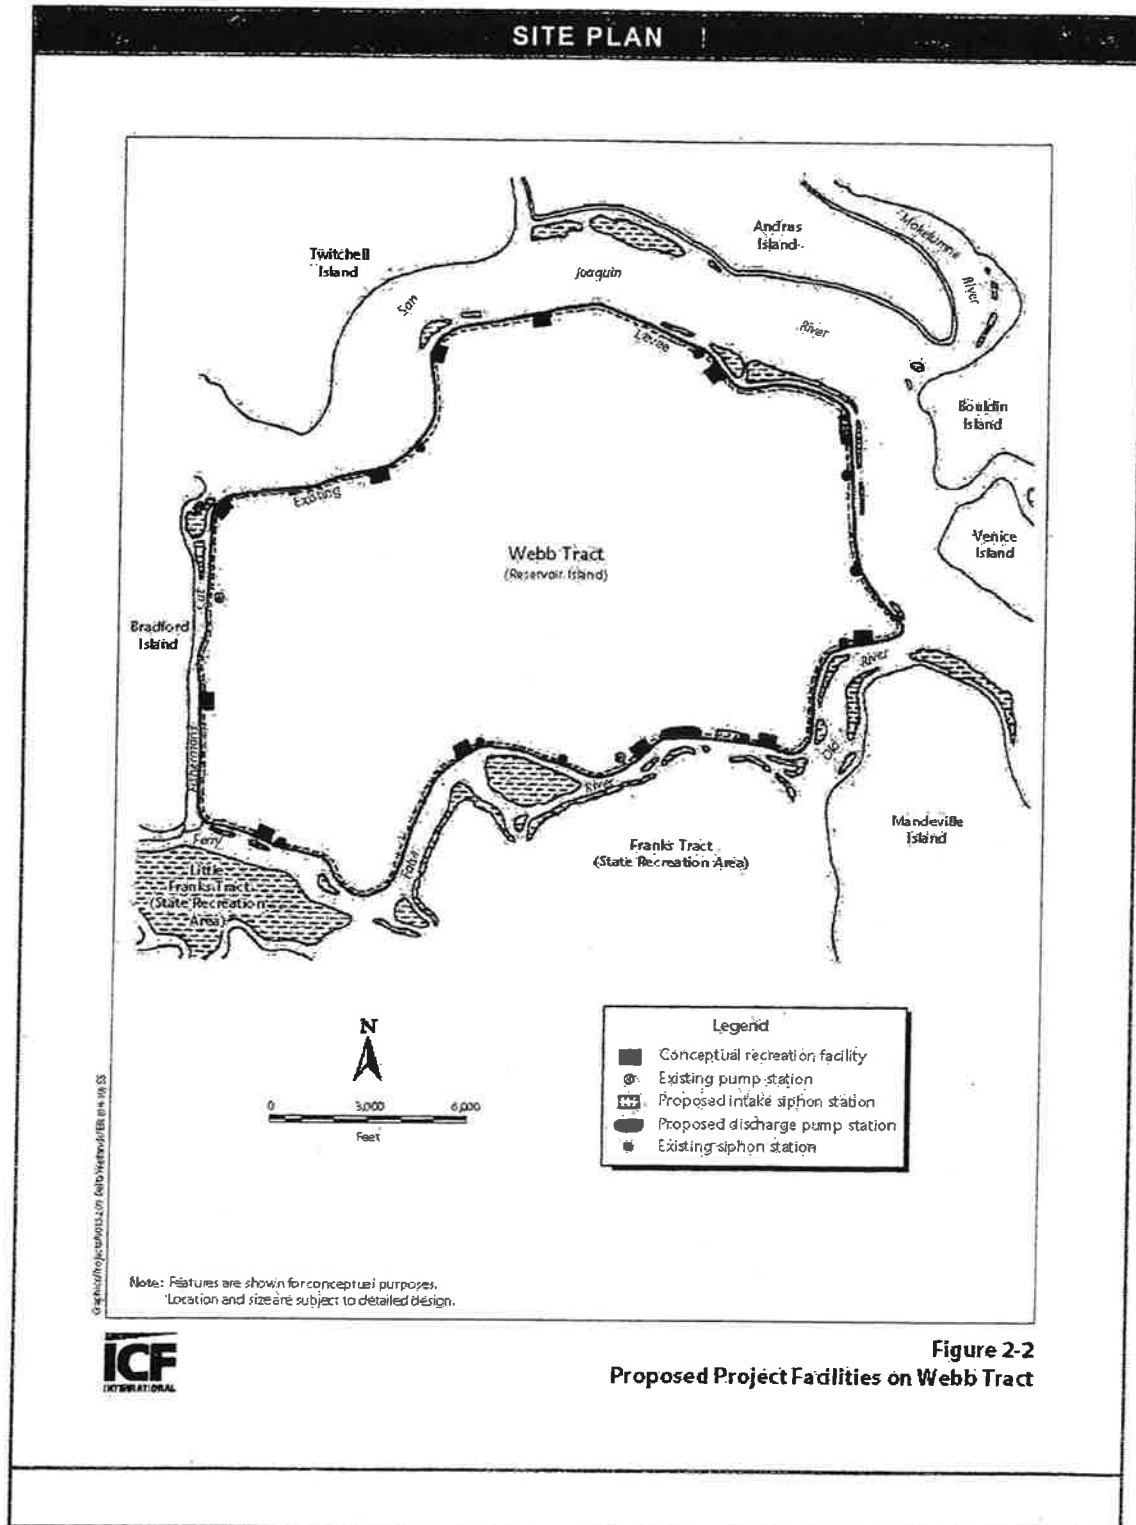 SITE PLAN
Twitchell
Island
Andrus
Island
Mokelumne
River
San
Joaquin
River
Levee
Bouldin
Island
Existing
Venice
Island
Webb Tract
(Reservoir Island)
Cut
Bradford
Island
River
Fishermans
Old
River
Mandeville
Island
Franks Tract
(State Recreation Area)
Ferry
False
Little
Franks Tract
(State Recreation
Area)
N
0 3,000 6,000
Feet
Legend
Conceptual recreation facility
Existing pump station
Proposed intake siphon station
Proposed discharge pump station
Existing siphon station
Note: Features are shown for conceptual purposes.
Location and size are subject to detailed design.
ICF
INTERNATIONAL
Figure 2-2
Proposed Project Facilities on Webb Tract